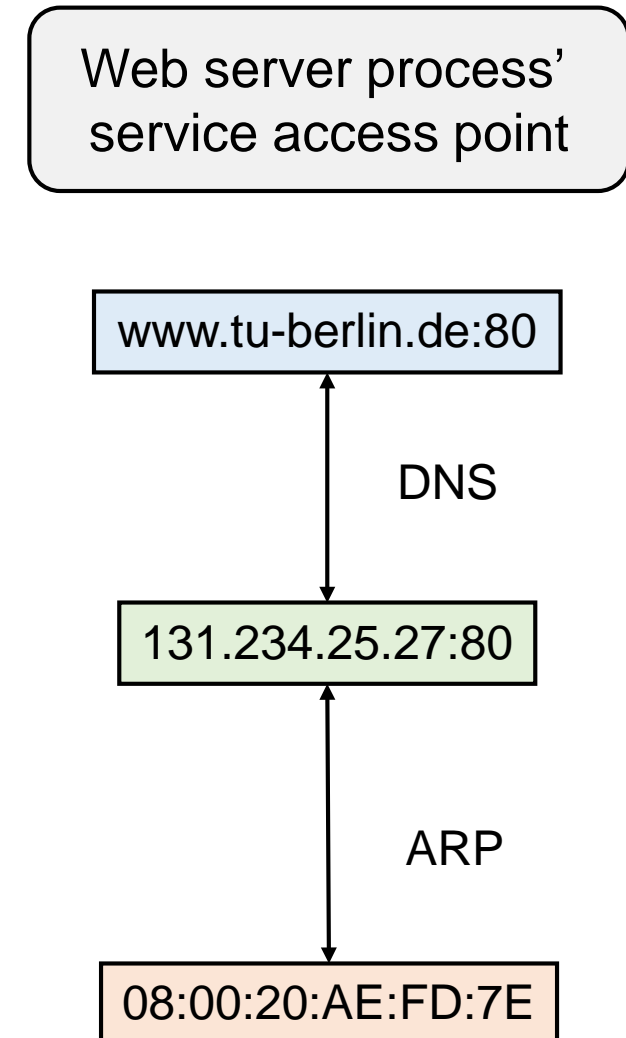 Web server process’
service access point
www.tu-berlin.de:80
DNS
131.234.25.27:80
ARP
08:00:20:AE:FD:7E